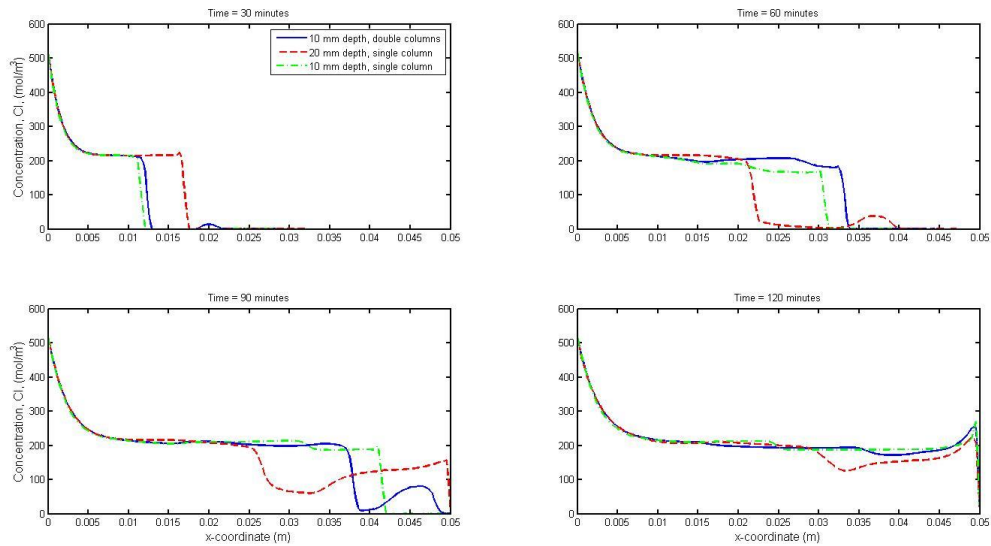 Time = 30 minutes
Concentration, Cl, (mol/m³)
600
500
400
300
200
100
0
10 mm depth, double columns
20 mm depth, single column
10 mm depth, single column
0 0.005 0.01 0.015 0.02 0.025 0.03 0.035 0.04 0.045 0.05
Time = 60 minutes
600
500
400
300
200
100
0
0 0.005 0.01 0.015 0.02 0.025 0.03 0.035 0.04 0.045 0.05
Time = 90 minutes
Concentration, Cl, (mol/m³)
600
500
400
300
200
100
0
0 0.005 0.01 0.015 0.02 0.025 0.03 0.035 0.04 0.045 0.05
x-coordinate (m)
Time = 120 minutes
600
500
400
300
200
100
0
0 0.005 0.01 0.015 0.02 0.025 0.03 0.035 0.04 0.045 0.05
x-coordinate (m)